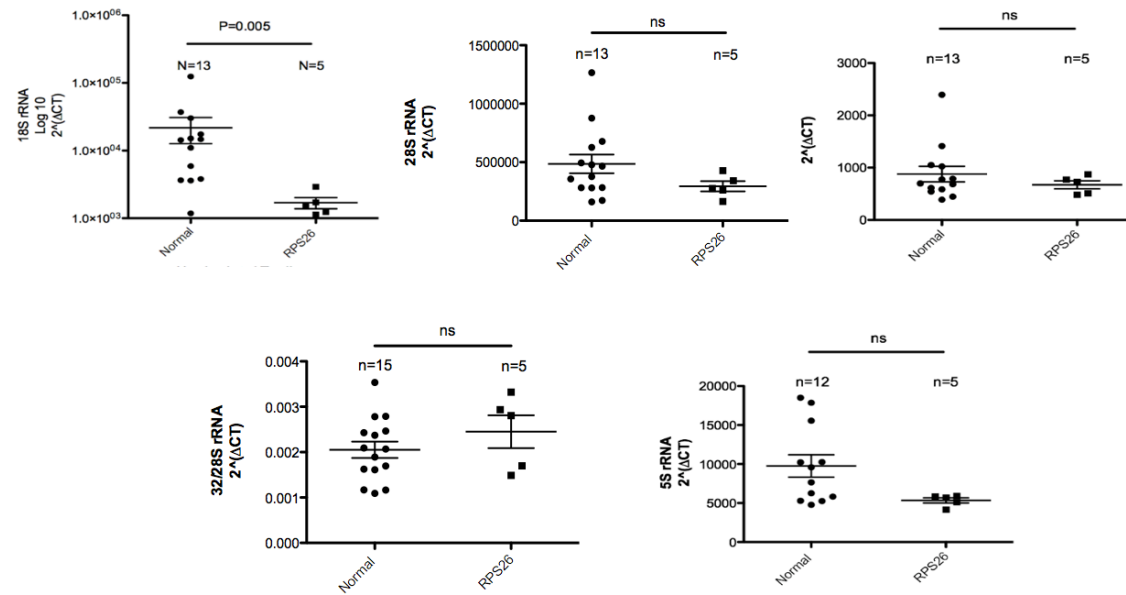 1.0×10^06
P=0.005
N=13 N=5
1.0×10^05
1.0×10^04
1.0×10^03
18S rRNA
Log 10
2^(ΔCT)
Normal RPS26
ns
n=13 n=5
1500000
1000000
500000
0
28S rRNA
2^(ΔCT)
Normal RPS26
ns
n=13 n=5
3000
2000
1000
0
2^(ΔCT)
Normal RPS26
ns
n=15 n=5
0.004
0.003
0.002
0.001
0.000
32/28S rRNA
2^(ΔCT)
Normal RPS26
ns
n=12 n=5
20000
15000
10000
5000
0
5S rRNA
2^(ΔCT)
Normal RPS26